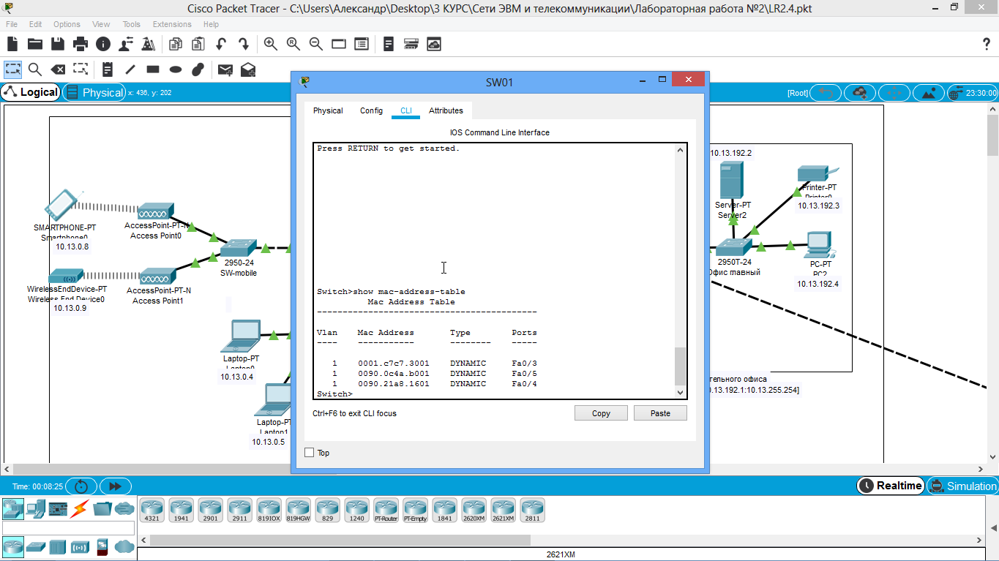 Cisco Packet Tracer - C:\Users\Александр\Desktop\3 КУРС\Сети ЭВМ и телекоммуникации\Лабораторная работа №2\LR2.4.pkt
File Edit Options View Tools Extensions Help
Logical Physical x: 436, y: 202
[Root] 23:30:00
SW01
Physical Config CLI Attributes
IOS Command Line Interface
Press RETURN to get started.
Switch>show mac-address-table
Mac Address Table
-------------------------------------------
Vlan Mac Address Type Ports
---- ----------- -------- -----
1 0001.c7c7.3001 DYNAMIC Fa0/3
1 0090.0c4a.b001 DYNAMIC Fa0/5
1 0090.21a8.1601 DYNAMIC Fa0/4
Switch>
Ctrl+F6 to exit CLI focus
Copy Paste
Top
SMARTPHONE-PT
Smartphone0
10.13.0.8
AccessPoint-PT-N
Access Point0
2950-24
SW-mobile
WirelessEndDevice-PT
Wireless End Device0
10.13.0.9
AccessPoint-PT-N
Access Point1
Laptop-PT
Laptop0
10.13.0.4
Laptop-PT
Laptop1
10.13.0.5
10.13.192.2
Server-PT
Server2
Printer-PT
Printer0
10.13.192.3
2950T-24
Офис главный
PC-PT
PC2
10.13.192.4
тельного офиса
.13.192.1:10.13.255.254]
Time: 00:08:25
Realtime Simulation
4321 1941 2901 2911 819IOX 819HGW 829 1240 PT-Router PT-Empty 1841 2620XM 2621XM 2811
2621XM